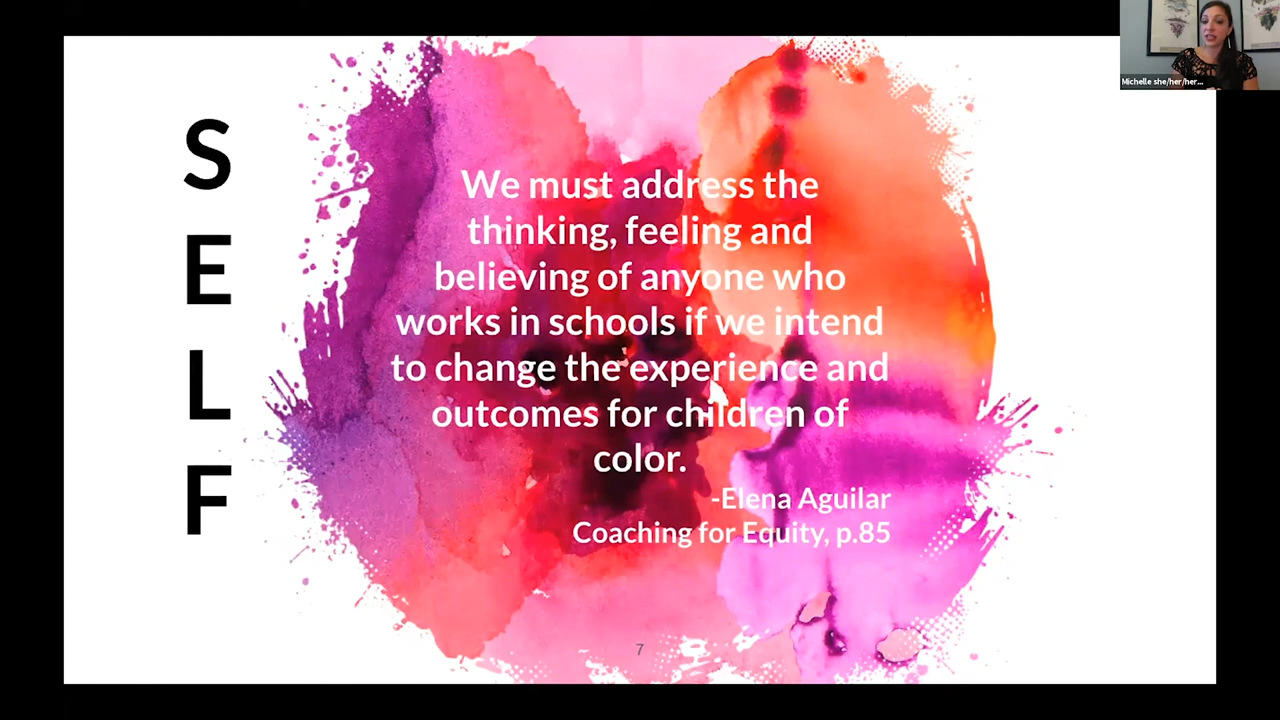 S
E
L
F
We must address the
thinking, feeling and
believing of anyone who
works in schools if we intend
to change the experience and
outcomes for children of
color.
-Elena Aguilar
Coaching for Equity, p.85
7
Michelle she/her/her...